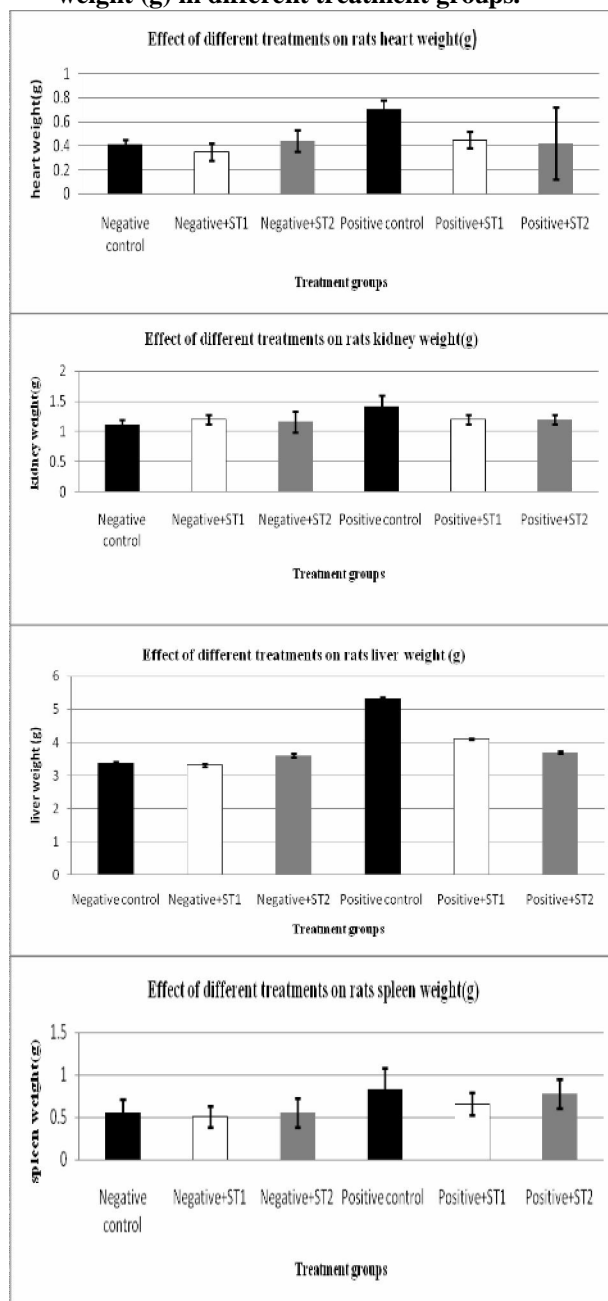 weight (g) in different treatment groups.
Effect of different treatments on rats heart weight(g)
heart weight(g)
1
0.8
0.6
0.4
0.2
0
Negative control
Negative+ST1
Negative+ST2
Positive control
Positive+ST1
Positive+ST2
Treatment groups
Effect of different treatments on rats kidney weight(g)
kidney weight(g)
2
1.5
1
0.5
0
Negative control
Negative+ST1
Negative+ST2
Positive control
Positive+ST1
Positive+ST2
Treatment groups
Effect of different treatments on rats liver weight (g)
liver weight (g)
6
5
4
3
2
1
0
Negative control
Negative+ST1
Negative+ST2
Positive control
Positive+ST1
Positive+ST2
Treatment groups
Effect of different treatments on rats spleen weight(g)
spleen weight(g)
1.5
1
0.5
0
Negative control
Negative+ST1
Negative+ST2
Positive control
Positive+ST1
Positive+ST2
Treatment groups